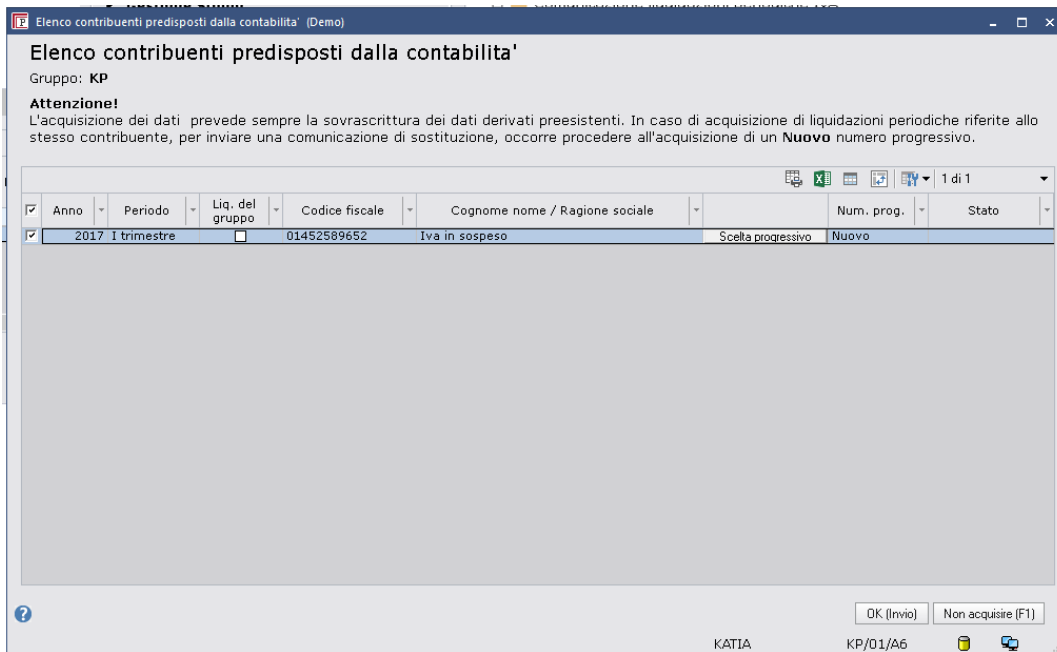 Elenco contribuenti predisposti dalla contabilita' (Demo)
Elenco contribuenti predisposti dalla contabilita'
Gruppo: KP
Attenzione!
L'acquisizione dei dati prevede sempre la sovrascrittura dei dati derivati preesistenti. In caso di acquisizione di liquidazioni periodiche riferite allo
stesso contribuente, per inviare una comunicazione di sostituzione, occorre procedere all'acquisizione di un Nuovo numero progressivo.
1 di 1
Anno Periodo Liq. del gruppo Codice fiscale Cognome nome / Ragione sociale Num. prog. Stato
2017 I trimestre 01452589652 Iva in sospeso Scelta progressivo Nuovo
OK (Invio) Non acquisire (F1)
KATIA KP/01/A6